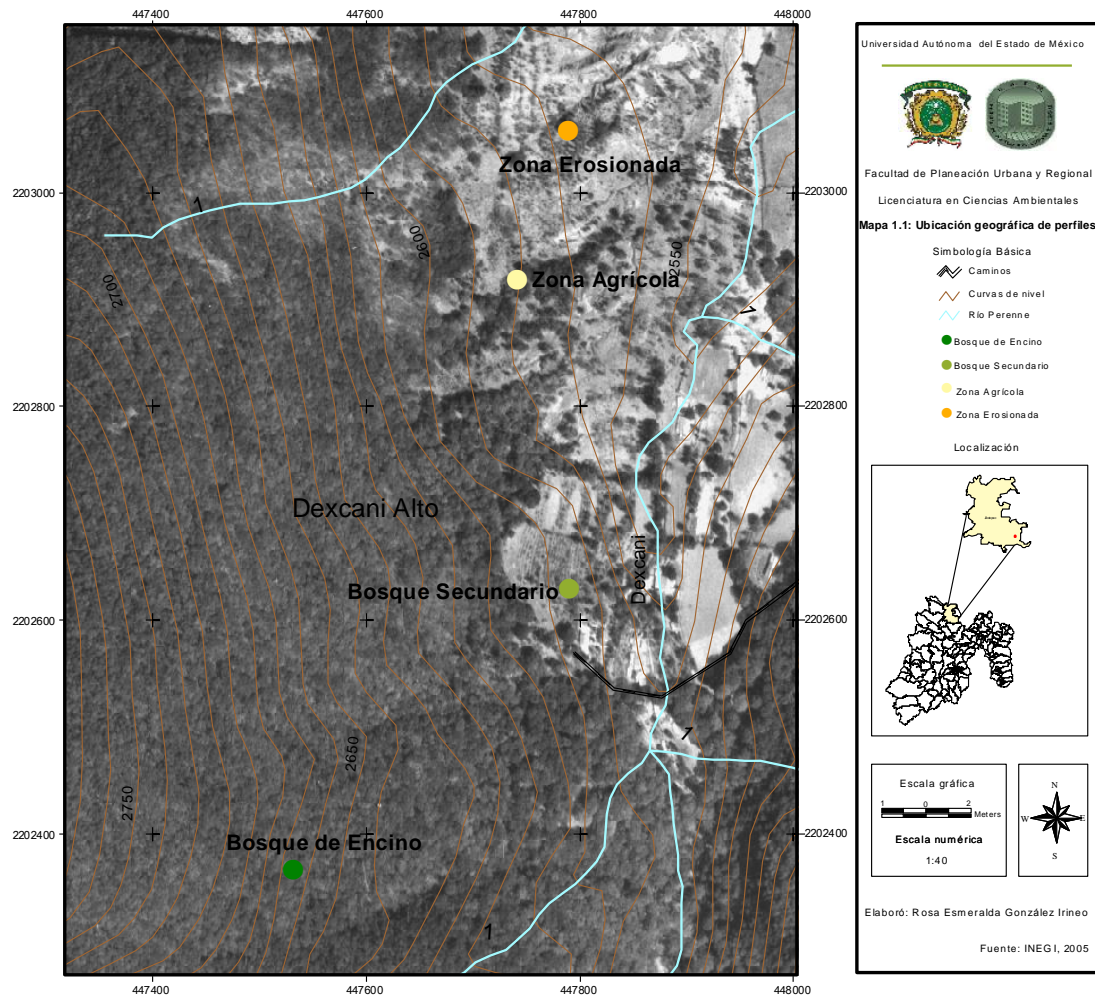 447400
447600
447800
448000
2203000
2202800
2202600
2202400
2203000
2202800
2202600
2202400
447400
447600
447800
448000
Zona Erosionada
1
2600
2550
2700
Zona Agrícola
1
Dexcani Alto
Dexcani
Bosque Secundario
1
2650
2750
Bosque de Encino
1
Universidad Autónoma del Estado de México
Facultad de Planeación Urbana y Regional
Licenciatura en Ciencias Ambientales
Mapa 1.1: Ubicación geográfica de perfiles
Simbología Básica
Caminos
Curvas de nivel
Río Perenne
Bosque de Encino
Bosque Secundario
Zona Agrícola
Zona Erosionada
Localización
Escala gráfica
1 0 2
Meters
Escala numérica
1:40
N
W E
S
Elaboró: Rosa Esmeralda González Irineo
Fuente: INEGI, 2005